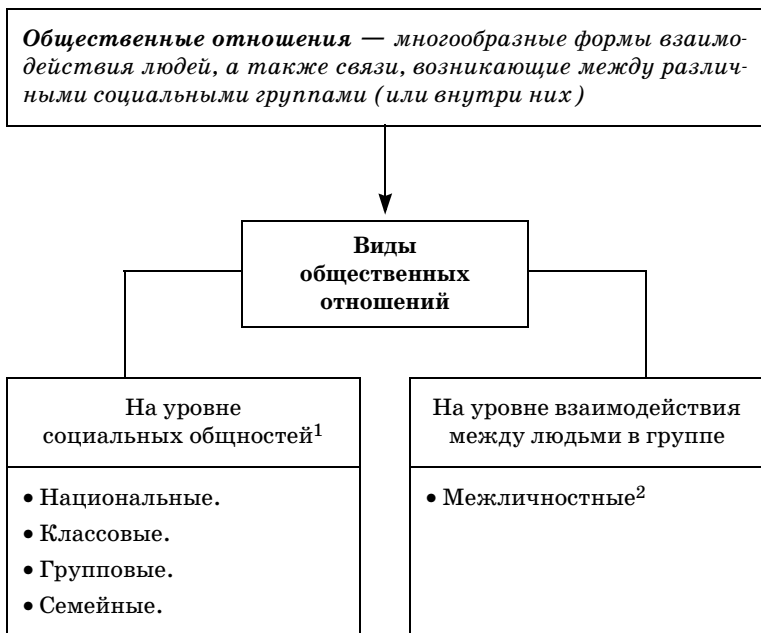 Общественные отношения — многообразные формы взаимо-
действия людей, а также связи, возникающие между различ-
ными социальными группами (или внутри них)
Виды
общественных
отношений
На уровне
социальных общностей1
• Национальные.
• Классовые.
• Групповые.
• Семейные.
На уровне взаимодействия
между людьми в группе
• Межличностные2